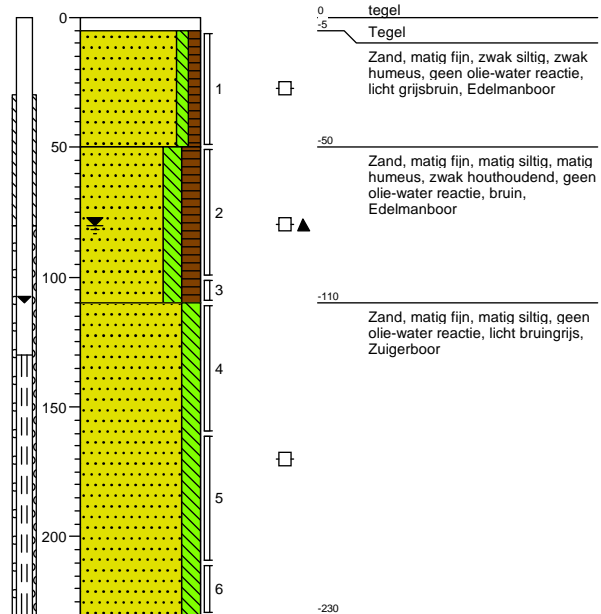 0
50
100
150
200
1
2
3
4
5
6
0 tegel
-5
Tegel
Zand, matig fijn, zwak siltig, zwak
humeus, geen olie-water reactie,
licht grijsbruin, Edelmanboor
-50
Zand, matig fijn, matig siltig, matig
humeus, zwak houthoudend, geen
olie-water reactie, bruin,
Edelmanboor
-110
Zand, matig fijn, matig siltig, geen
olie-water reactie, licht bruingrijs,
Zuigerboor
-230